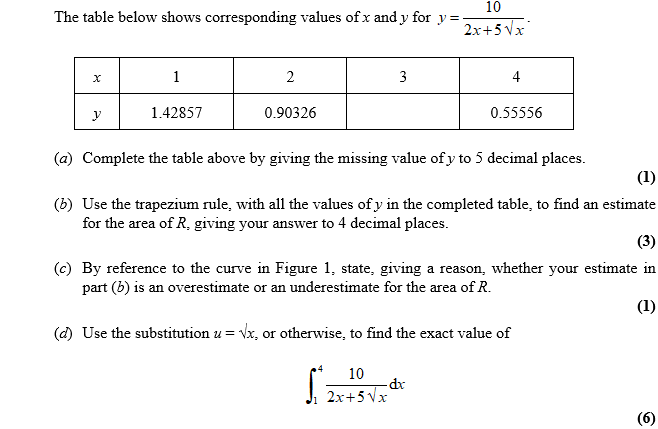 The table below shows corresponding values of x and y for y = 10 / (2x+5√x).
x 1 2 3 4
y 1.42857 0.90326 0.55556
(a) Complete the table above by giving the missing value of y to 5 decimal places.
(1)
(b) Use the trapezium rule, with all the values of y in the completed table, to find an estimate
for the area of R, giving your answer to 4 decimal places.
(3)
(c) By reference to the curve in Figure 1, state, giving a reason, whether your estimate in
part (b) is an overestimate or an underestimate for the area of R.
(1)
(d) Use the substitution u = √x, or otherwise, to find the exact value of
∫₁⁴ 10 / (2x+5√x) dx
(6)